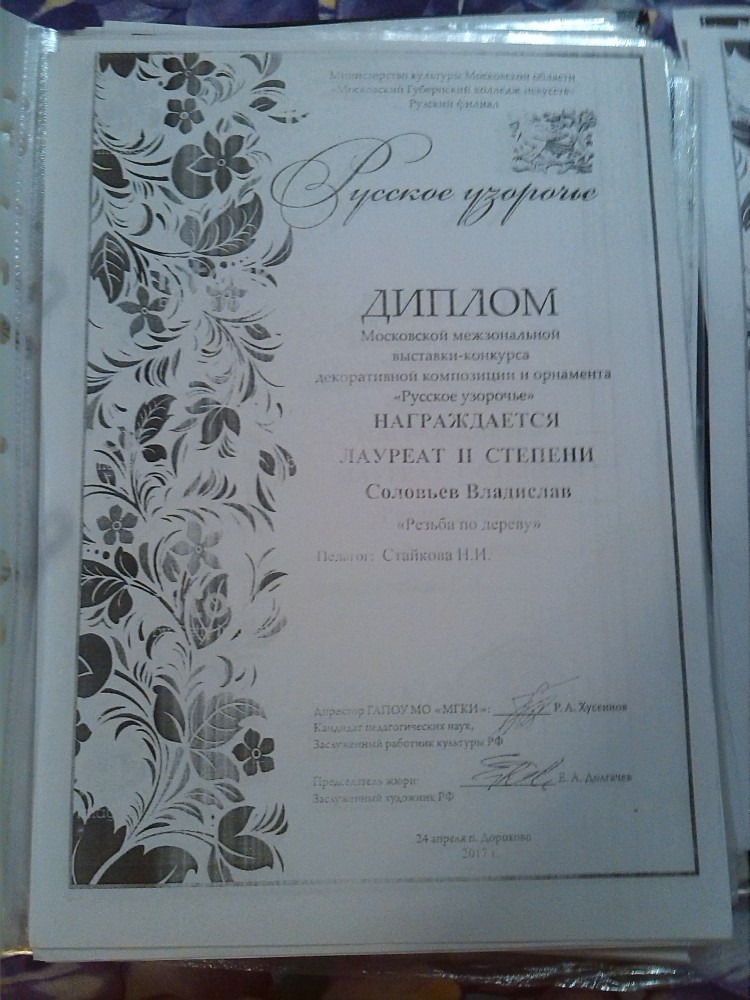 Министерство культуры Московской области
«Московский Губернский колледж искусств»
Рузский филиал
Русское узорочье
ДИПЛОМ
Московской межзональной
выставки-конкурса
декоративной композиции и орнамента
«Русское узорочье»
НАГРАЖДАЕТСЯ
ЛАУРЕАТ II СТЕПЕНИ
Соловьев Владислав
«Резьба по дереву»
Педагог: Стайкова Н.И.
Директор ГАПОУ МО «МГКИ»: Р. А. Хусеинов
Кандидат педагогических наук,
Заслуженный работник культуры РФ
Председатель жюри: Е. А. Долгачев
Заслуженный художник РФ
24 апреля п. Дорохово
2017 г.